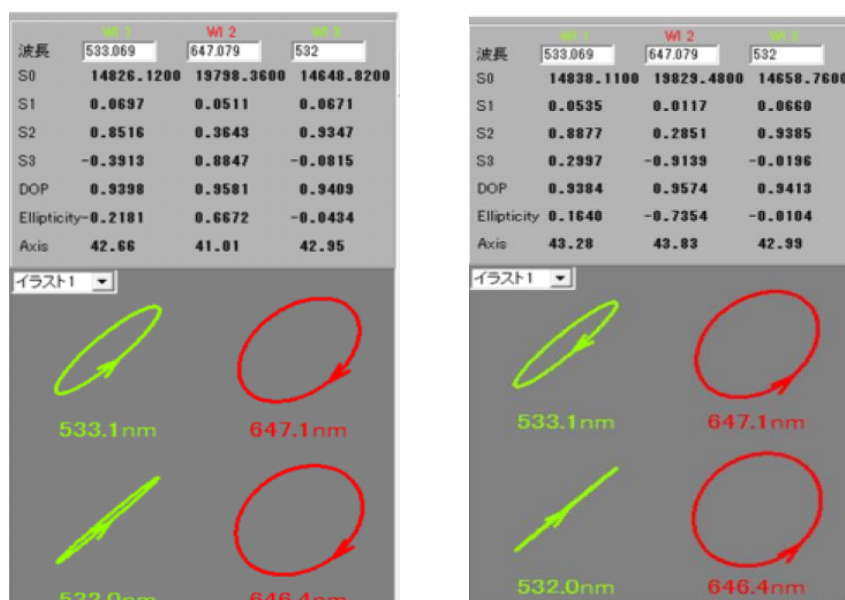 Wl 1 Wl 2 Wl 3
波長 533.069 647.079 532
S0 14826.1200 19798.3600 14648.8200
S1 0.0697 0.0511 0.0671
S2 0.8516 0.3643 0.9347
S3 -0.3913 0.8847 -0.0815
DOP 0.9398 0.9581 0.9409
Ellipticity -0.2181 0.6672 -0.0434
Axis 42.66 41.01 42.95
イラスト1
533.1nm 647.1nm
532.0nm 646.4nm
Wl 1 Wl 2 Wl 3
波長 533.069 647.079 532
S0 14838.1100 19829.4800 14658.7600
S1 0.0535 0.0117 0.0660
S2 0.8877 0.2851 0.9385
S3 0.2997 -0.9139 -0.0196
DOP 0.9384 0.9574 0.9413
Ellipticity 0.1640 -0.7354 -0.0104
Axis 43.28 43.83 42.99
イラスト1
533.1nm 647.1nm
532.0nm 646.4nm